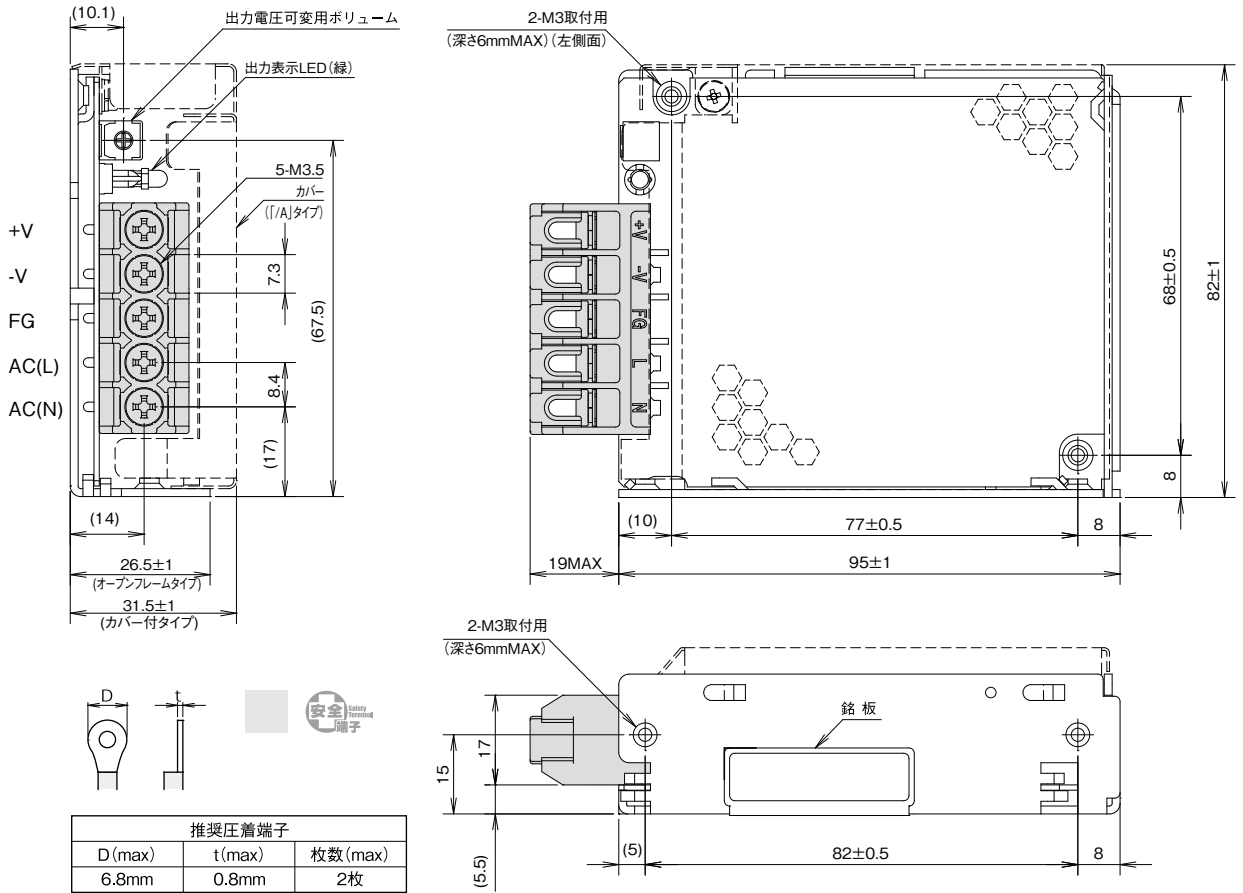 (10.1)
出力電圧可変用ボリューム
出力表示LED(緑)
5-M3.5
カバー
(「/A」タイプ)
+V
-V
FG
AC(L)
AC(N)
7.3
(67.5)
8.4
(17)
(14)
26.5±1
(オープンフレームタイプ)
31.5±1
(カバー付タイプ)
2-M3取付用
(深さ6mmMAX)(左側面)
+V
-V
FG
L
N
68±0.5
82±1
8
(10)
77±0.5
8
19MAX
95±1
2-M3取付用
(深さ6mmMAX)
銘板
17
15
(5.5)
(5)
82±0.5
8
D
t
安全
端子
Safety
Terminal
推奨圧着端子
D(max) t(max) 枚数(max)
6.8mm 0.8mm 2枚